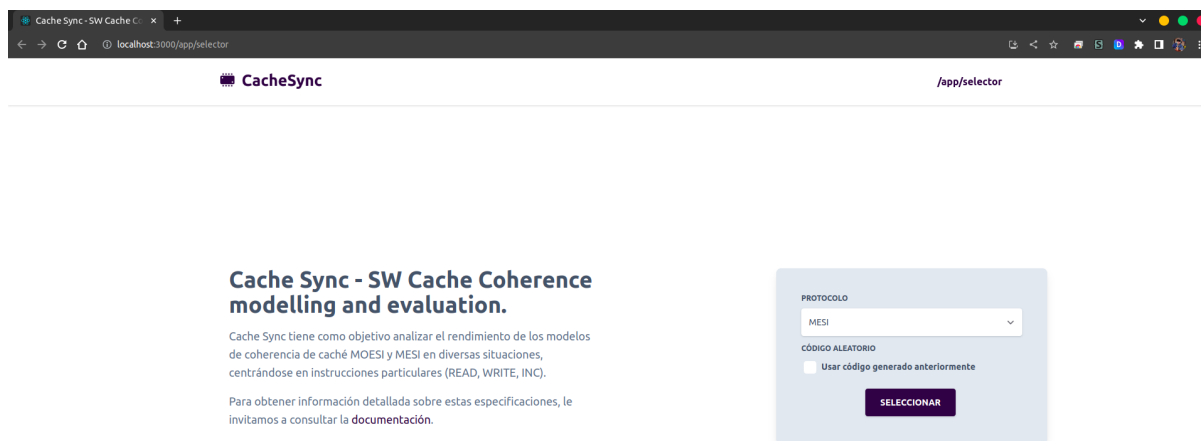 Cache Sync - SW Cache Co
localhost:3000/app/selector
CacheSync
/app/selector
Cache Sync - SW Cache Coherence
modelling and evaluation.
Cache Sync tiene como objetivo analizar el rendimiento de los modelos
de coherencia de caché MOESI y MESI en diversas situaciones,
centrándose en instrucciones particulares (READ, WRITE, INC).
Para obtener información detallada sobre estas especificaciones, le
invitamos a consultar la documentación.
PROTOCOLO
MESI
CÓDIGO ALEATORIO
Usar código generado anteriormente
SELECCIONAR